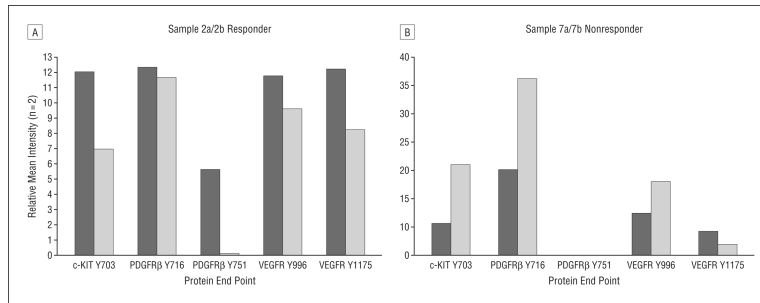 A
Sample 2a/2b Responder
13
12
11
10
9
8
7
6
5
4
3
2
1
0
Relative Mean Intensity (n = 2)
c-KIT Y703 PDGFRβ Y716 PDGFRβ Y751 VEGFR Y996 VEGFR Y1175
Protein End Point
B
Sample 7a/7b Nonresponder
40
35
30
25
20
15
10
0
c-KIT Y703 PDGFRβ Y716 PDGFRβ Y751 VEGFR Y996 VEGFR Y1175
Protein End Point